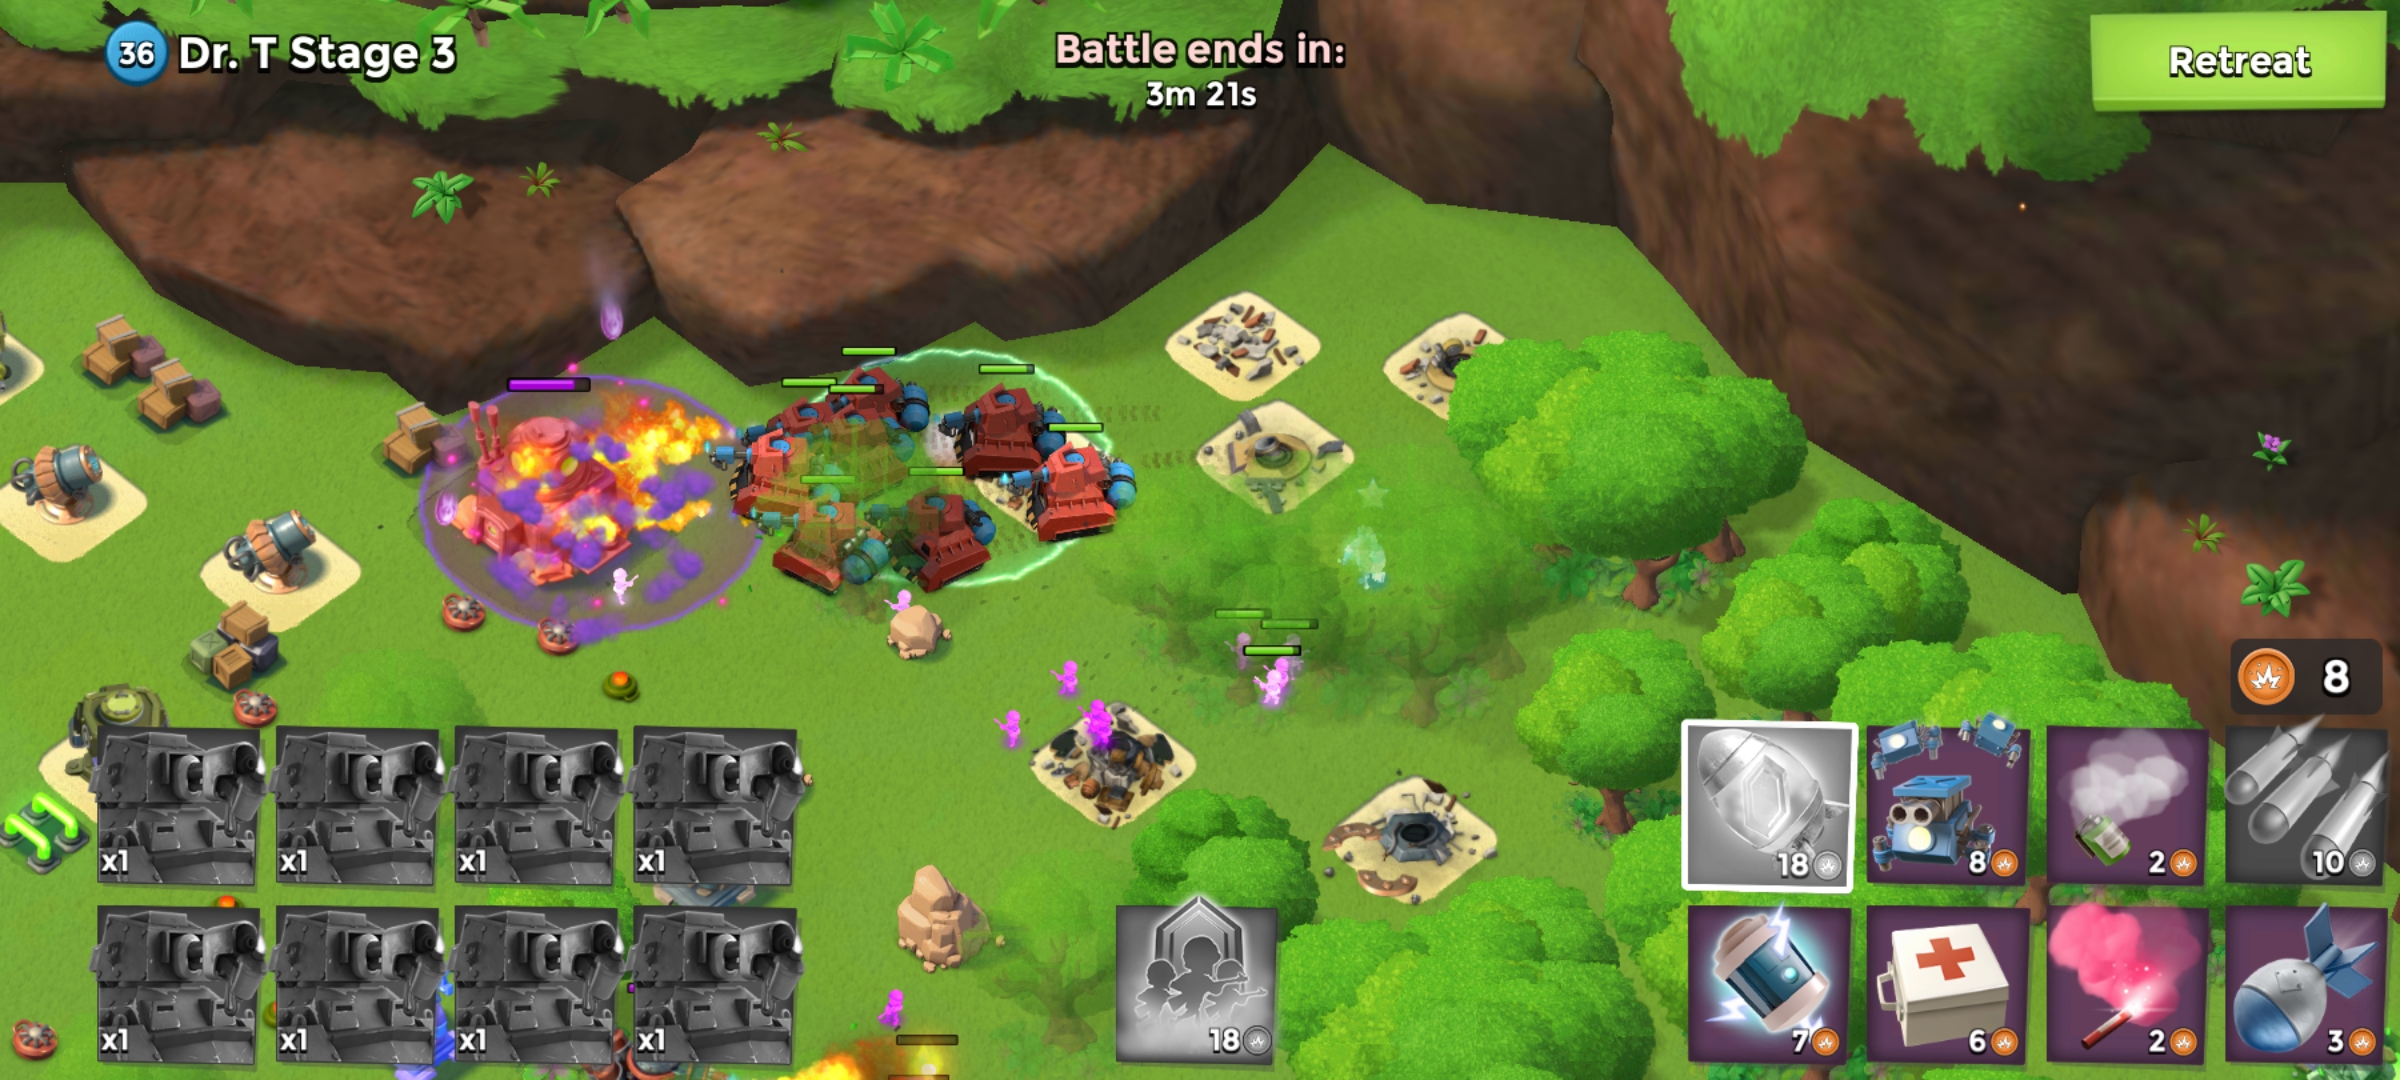 36 Dr. T Stage 3
Battle ends in:
3m 21s
Retreat
8
x1 x1 x1 x1
18 8 2 10
x1 x1 x1 x1
18
7 6 2 3